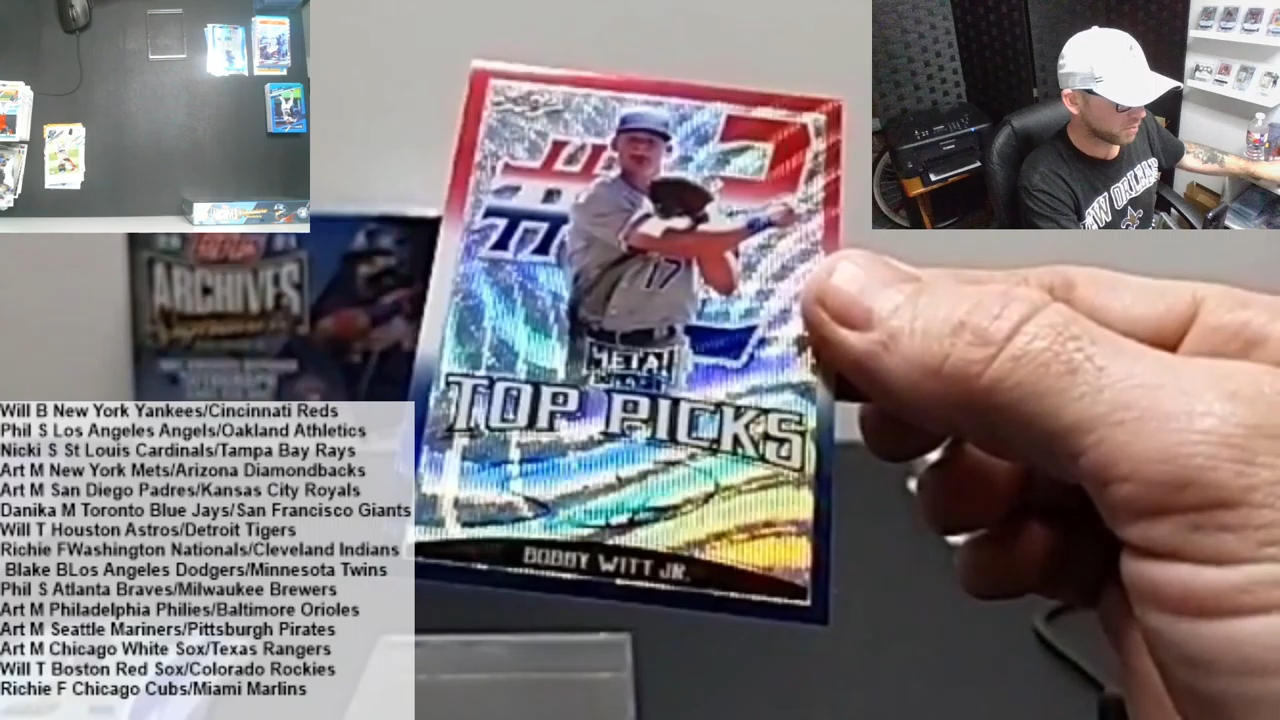 TOPPS
ARCHIVES
NEW ORLEANS
17
METAL
TOP PICKS
BOBBY WITT JR.
Will B New York Yankees/Cincinnati Reds
Phil S Los Angeles Angels/Oakland Athletics
Nicki S St Louis Cardinals/Tampa Bay Rays
Art M New York Mets/Arizona Diamondbacks
Art M San Diego Padres/Kansas City Royals
Danika M Toronto Blue Jays/San Francisco Giants
Will T Houston Astros/Detroit Tigers
Richie FWashington Nationals/Cleveland Indians
Blake BLos Angeles Dodgers/Minnesota Twins
Phil S Atlanta Braves/Milwaukee Brewers
Art M Philadelphia Philies/Baltimore Orioles
Art M Seattle Mariners/Pittsburgh Pirates
Art M Chicago White Sox/Texas Rangers
Will T Boston Red Sox/Colorado Rockies
Richie F Chicago Cubs/Miami Marlins